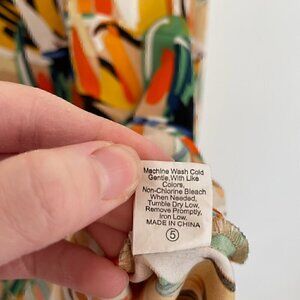 Machine Wash Cold
Gentle,With Like
Colors,
Non-Chlorine Bleach
When Needed,
Tumble Dry Low,
Remove Promptly,
Iron Low,
MADE IN CHINA
5